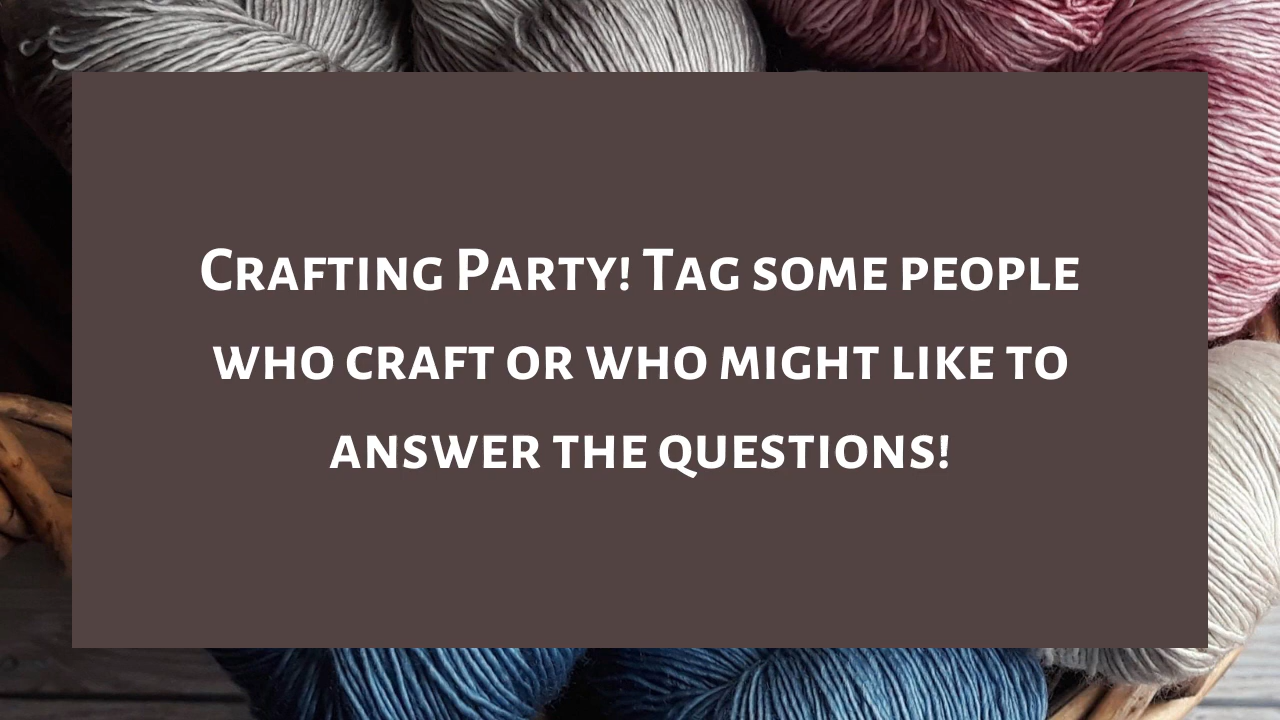 Crafting Party! Tag some people
who craft or who might like to
answer the questions!